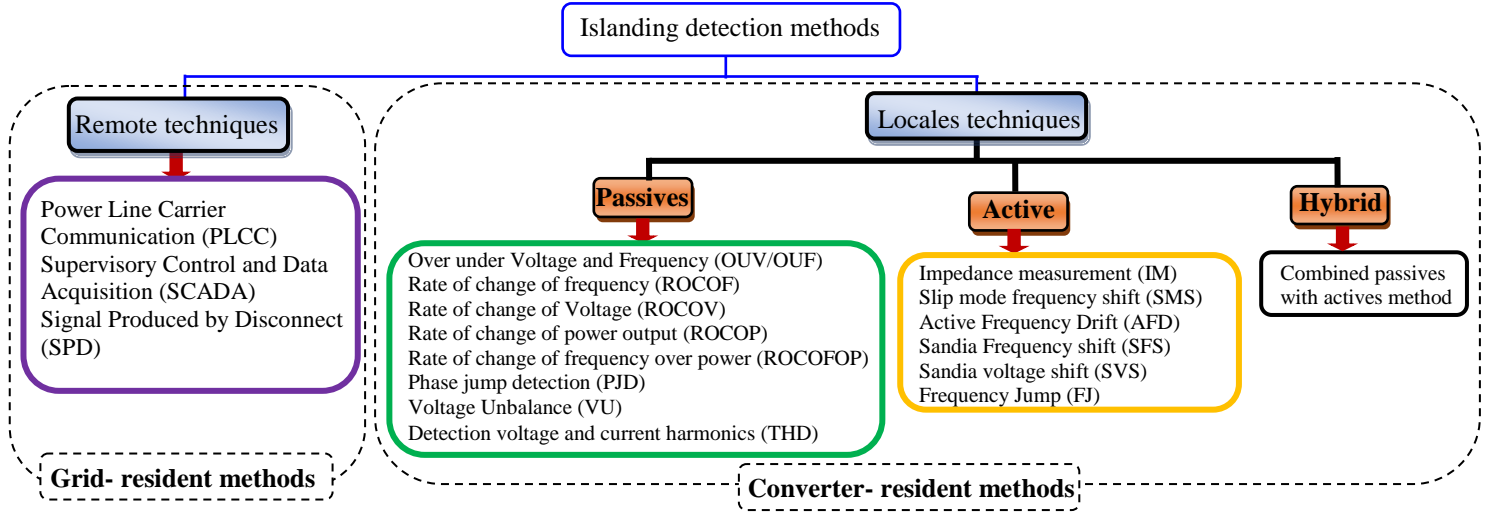 Islanding detection methods
Remote techniques
Power Line Carrier
Communication (PLCC)
Supervisory Control and Data
Acquisition (SCADA)
Signal Produced by Disconnect
(SPD)
Grid- resident methods
Locales techniques
Passives
Over under Voltage and Frequency (OUV/OUF)
Rate of change of frequency (ROCOF)
Rate of change of Voltage (ROCOV)
Rate of change of power output (ROCOP)
Rate of change of frequency over power (ROCOFOP)
Phase jump detection (PJD)
Voltage Unbalance (VU)
Detection voltage and current harmonics (THD)
Active
Impedance measurement (IM)
Slip mode frequency shift (SMS)
Active Frequency Drift (AFD)
Sandia Frequency shift (SFS)
Sandia voltage shift (SVS)
Frequency Jump (FJ)
Hybrid
Combined passives
with actives method
Converter- resident methods